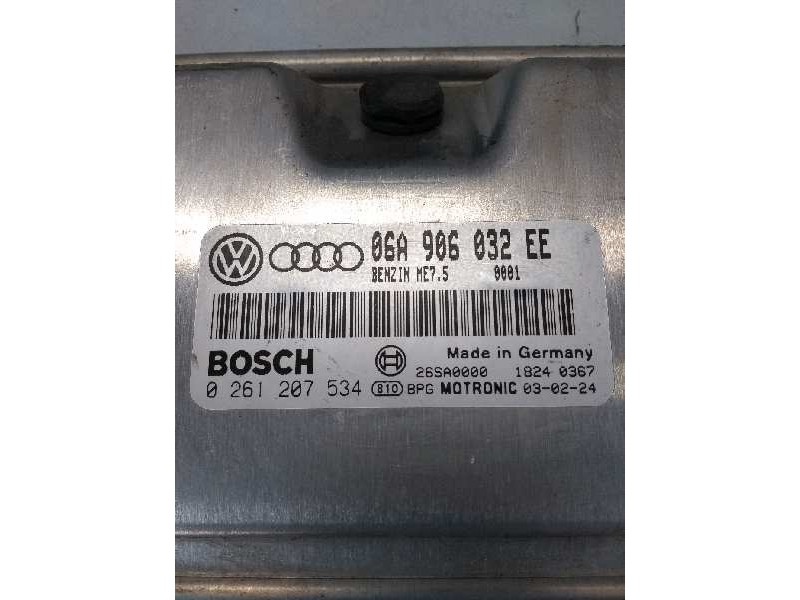 06A 906 032 EE
BENZIN ME7.5 0001
BOSCH
Made in Germany
26SA0000 1824 0367
0 261 207 534 810 BPG MOTRONIC 03-02-24